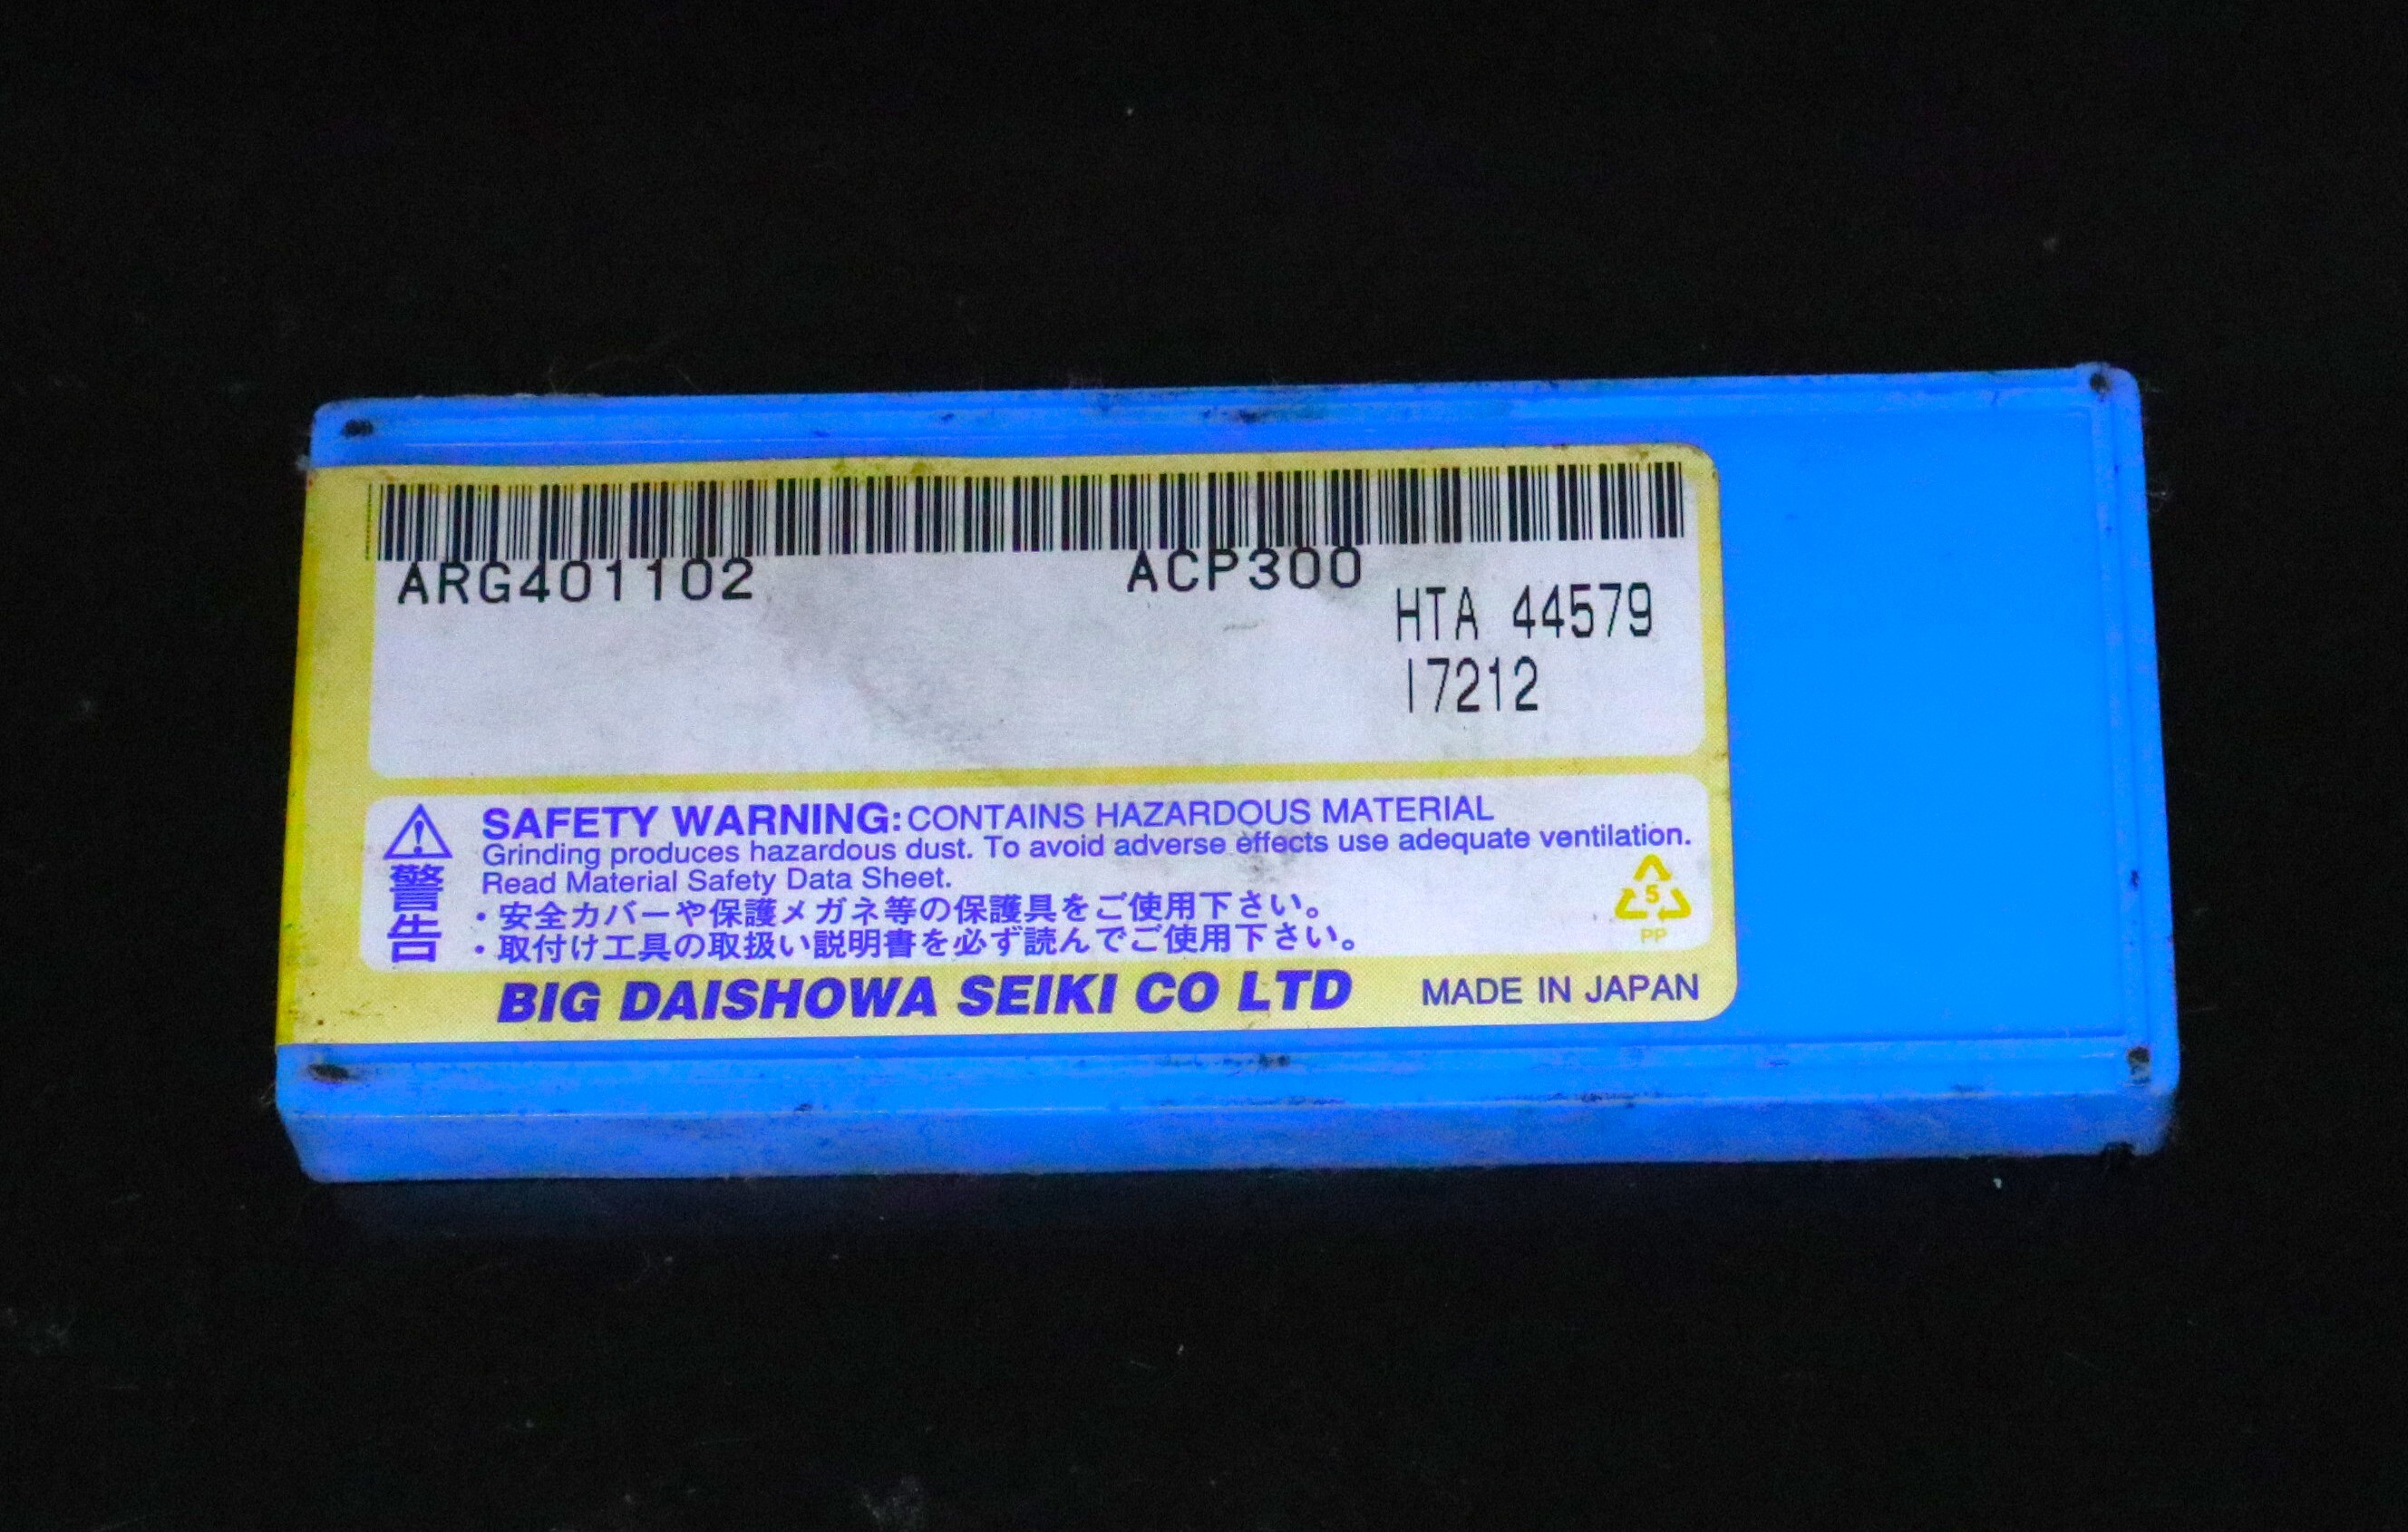 ARG401102 ACP300
HTA 44579
17212
SAFETY WARNING: CONTAINS HAZARDOUS MATERIAL
Grinding produces hazardous dust. To avoid adverse effects use adequate ventilation.
Read Material Safety Data Sheet.
警告
・安全カバーや保護メガネ等の保護具をご使用下さい。
・取付け工具の取扱い説明書を必ず読んでご使用下さい。
5
PP
BIG DAISHOWA SEIKI CO LTD MADE IN JAPAN